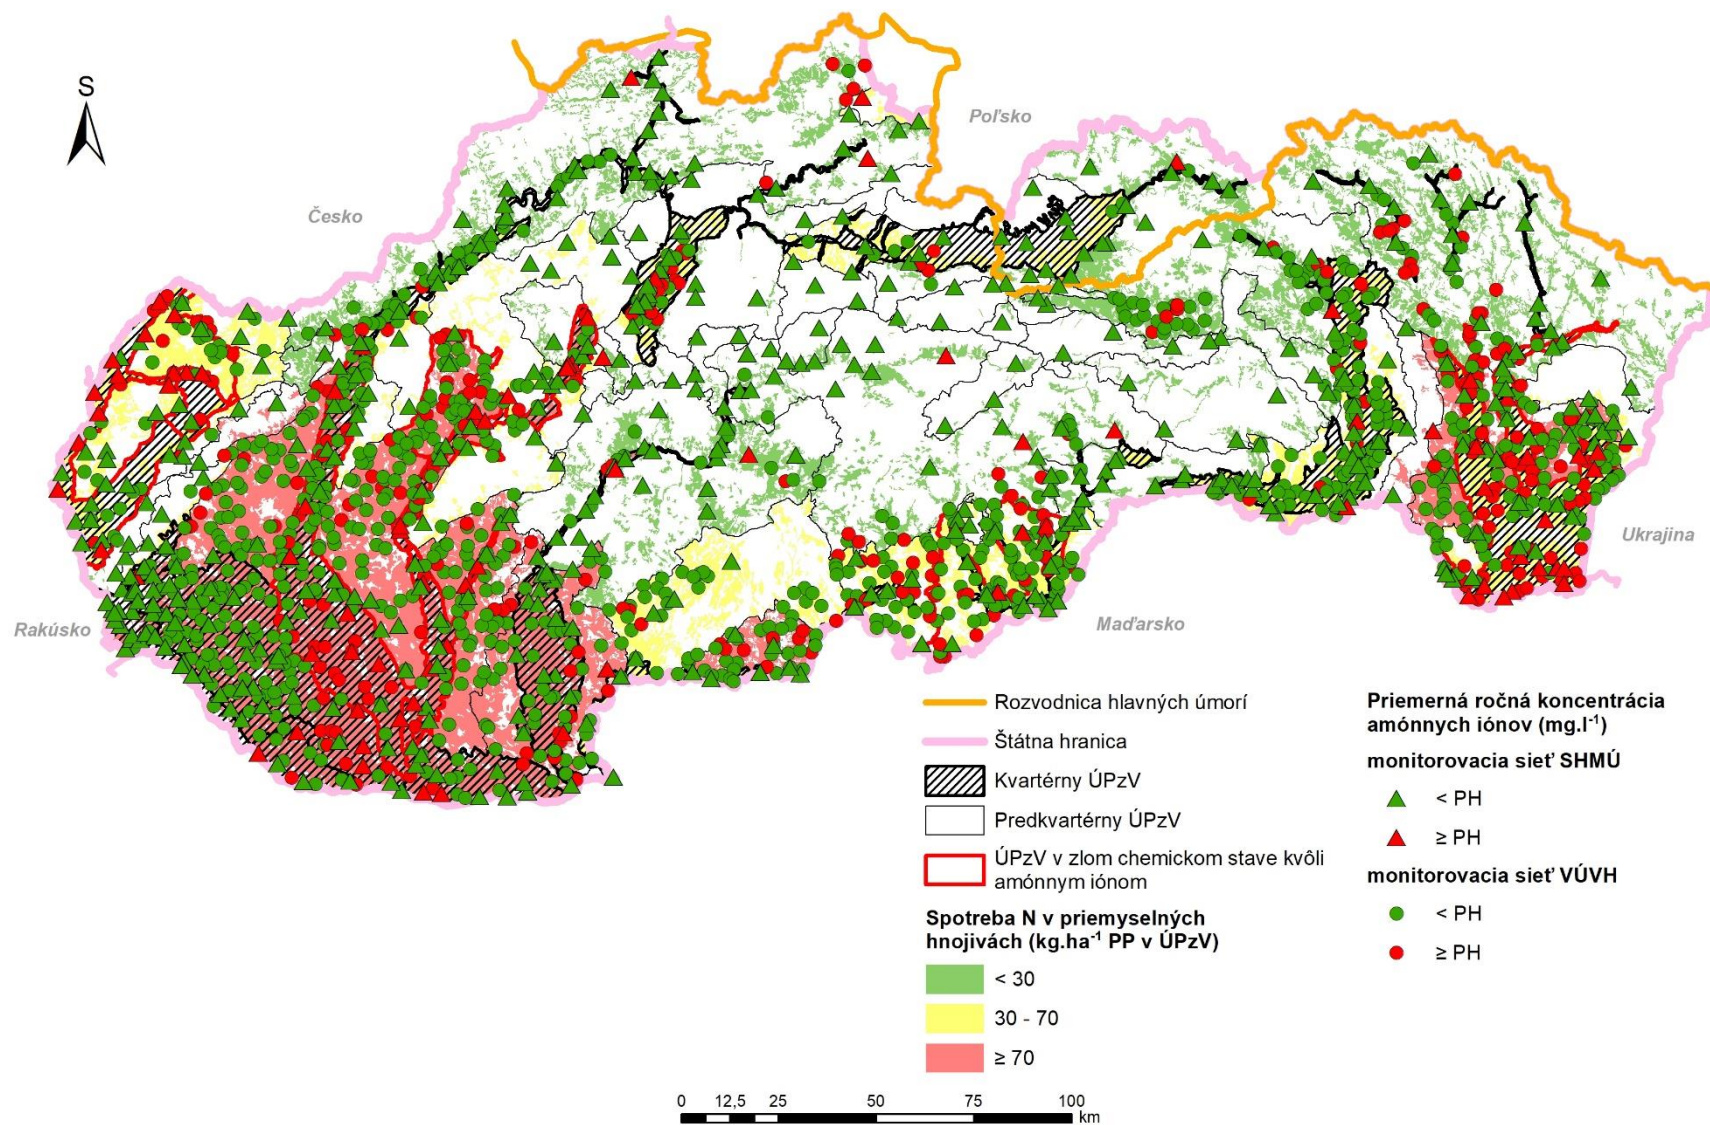 S
Poľsko
Česko
Ukrajina
Rakúsko
Maďarsko
Rozvodnica hlavných úmorí
Štátna hranica
Kvartérny ÚPzV
Predkvartérny ÚPzV
ÚPzV v zlom chemickom stave kvôli
amónnym iónom
Spotreba N v priemyselných
hnojivách (kg.ha⁻¹ PP v ÚPzV)
< 30
30 - 70
≥ 70
Priemerná ročná koncentrácia
amónnych iónov (mg.l⁻¹)
monitorovacia sieť SHMÚ
< PH
≥ PH
monitorovacia sieť VÚVH
< PH
≥ PH
0 12,5 25 50 75 100
km